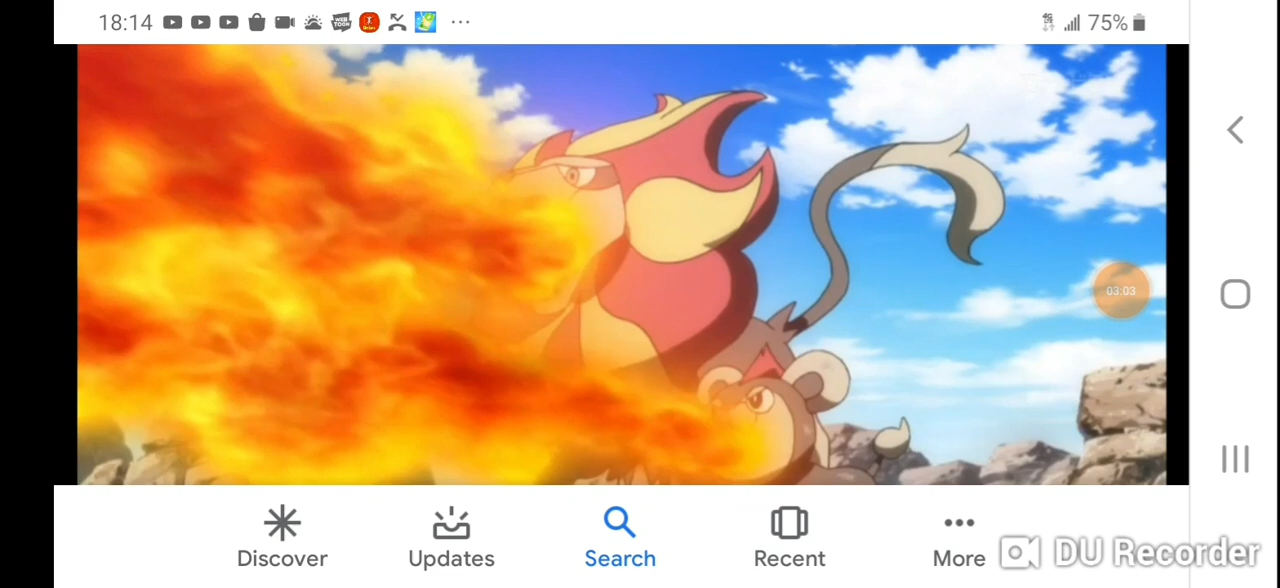 18:14
75%
03:03
Discover
Updates
Search
Recent
More
DU Recorder